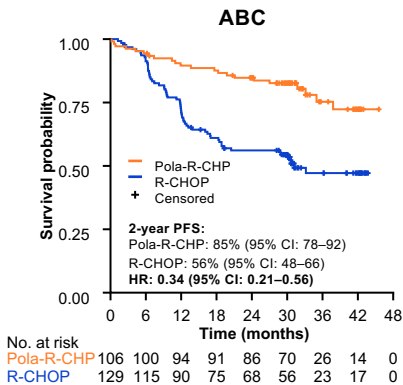 ABC
Survival probability
1.00
0.75
0.50
0.25
0.00
Pola-R-CHP
R-CHOP
+ Censored
2-year PFS:
Pola-R-CHP: 85% (95% CI: 78–92)
R-CHOP: 56% (95% CI: 48–66)
HR: 0.34 (95% CI: 0.21–0.56)
0 6 12 18 24 30 36 42 48
Time (months)
No. at risk
Pola-R-CHP 106 100 94 91 86 70 26 14 0
R-CHOP 129 115 90 75 68 56 23 17 0